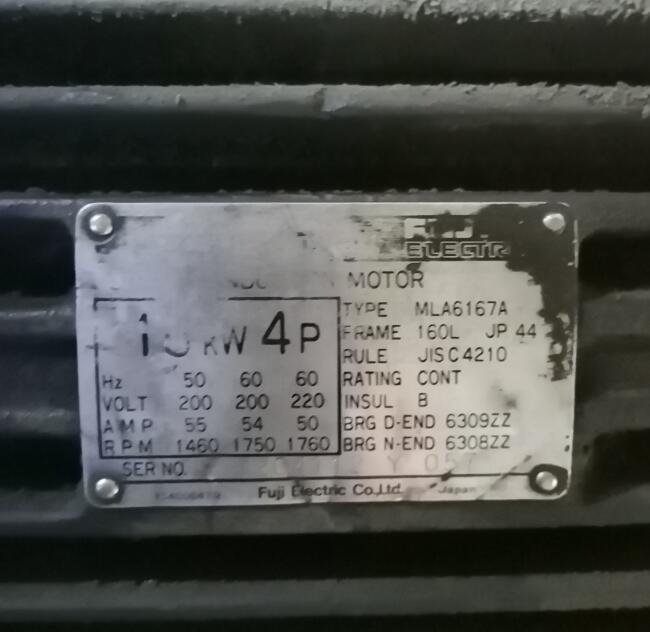 ELECTR
MOTOR
kW 4P
Hz 50 60 60
VOLT 200 200 220
AMP 55 54 50
RPM 1460 1750 1760
TYPE MLA6167A
FRAME 160L JP 44
RULE JISC4210
RATING CONT
INSUL B
BRG D-END 6309ZZ
BRG N-END 6308ZZ
SER NO.
Fuji Electric Co.,Ltd. Japan